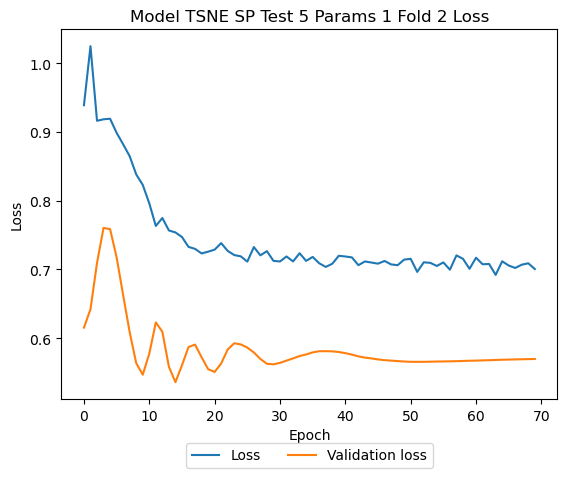 Model TSNE SP Test 5 Params 1 Fold 2 Loss
1.0
0.9
0.8
0.7
0.6
Loss
0 10 20 30 40 50 60 70
Epoch
Loss Validation loss